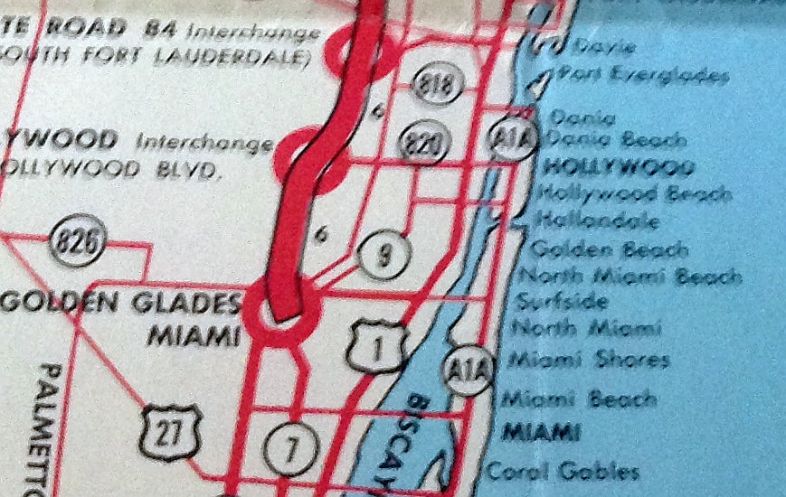 TE ROAD 84 Interchange
OUTH FORT LAUDERDALE)
Davie
Port Everglades
818
6
Dania
YWOOD Interchange
820
A1A
Dania Beach
OLLYWOOD BLVD.
HOLLYWOOD
Hollywood Beach
Hallandale
826
6
9
Golden Beach
North Miami Beach
GOLDEN GLADES
Surfside
MIAMI
1
North Miami
A1A
Miami Shores
PALMETTO
Miami Beach
27
BISCAY
MIAMI
7
Coral Gables